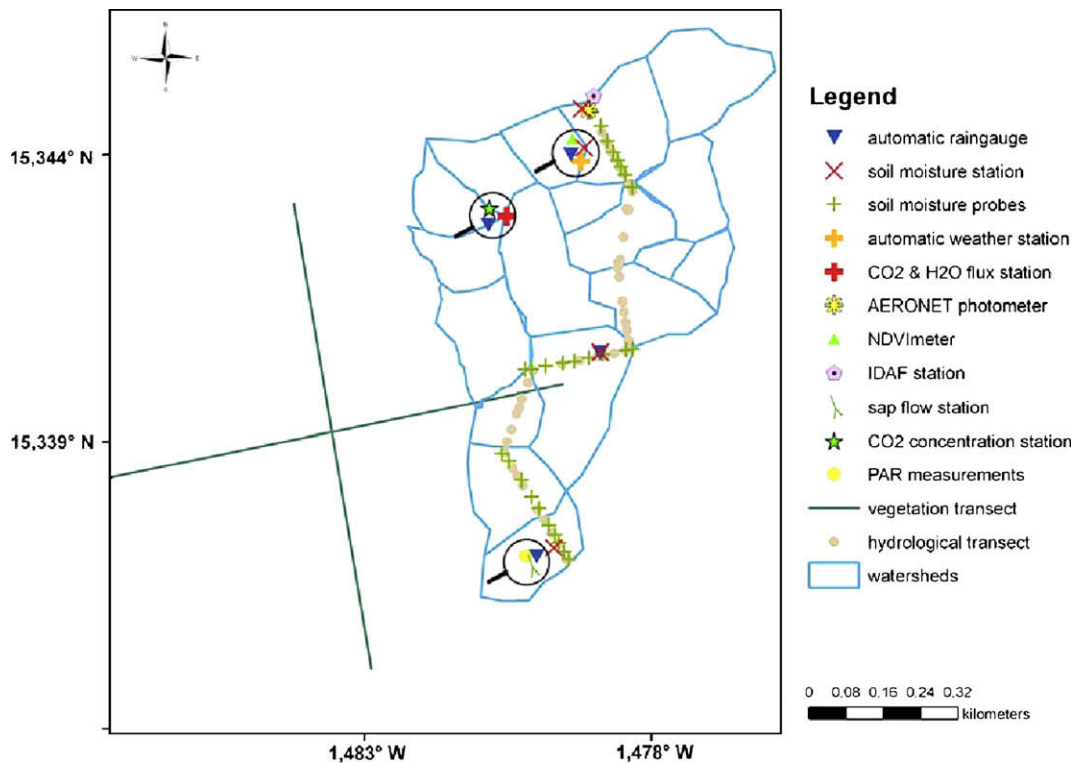 N
W E
S
15,344° N
15,339° N
1,483° W
1,478° W
Legend
automatic raingauge
soil moisture station
soil moisture probes
automatic weather station
CO2 & H2O flux station
AERONET photometer
NDVImeter
IDAF station
sap flow station
CO2 concentration station
PAR measurements
vegetation transect
hydrological transect
watersheds
0 0,08 0,16 0,24 0,32
kilometers